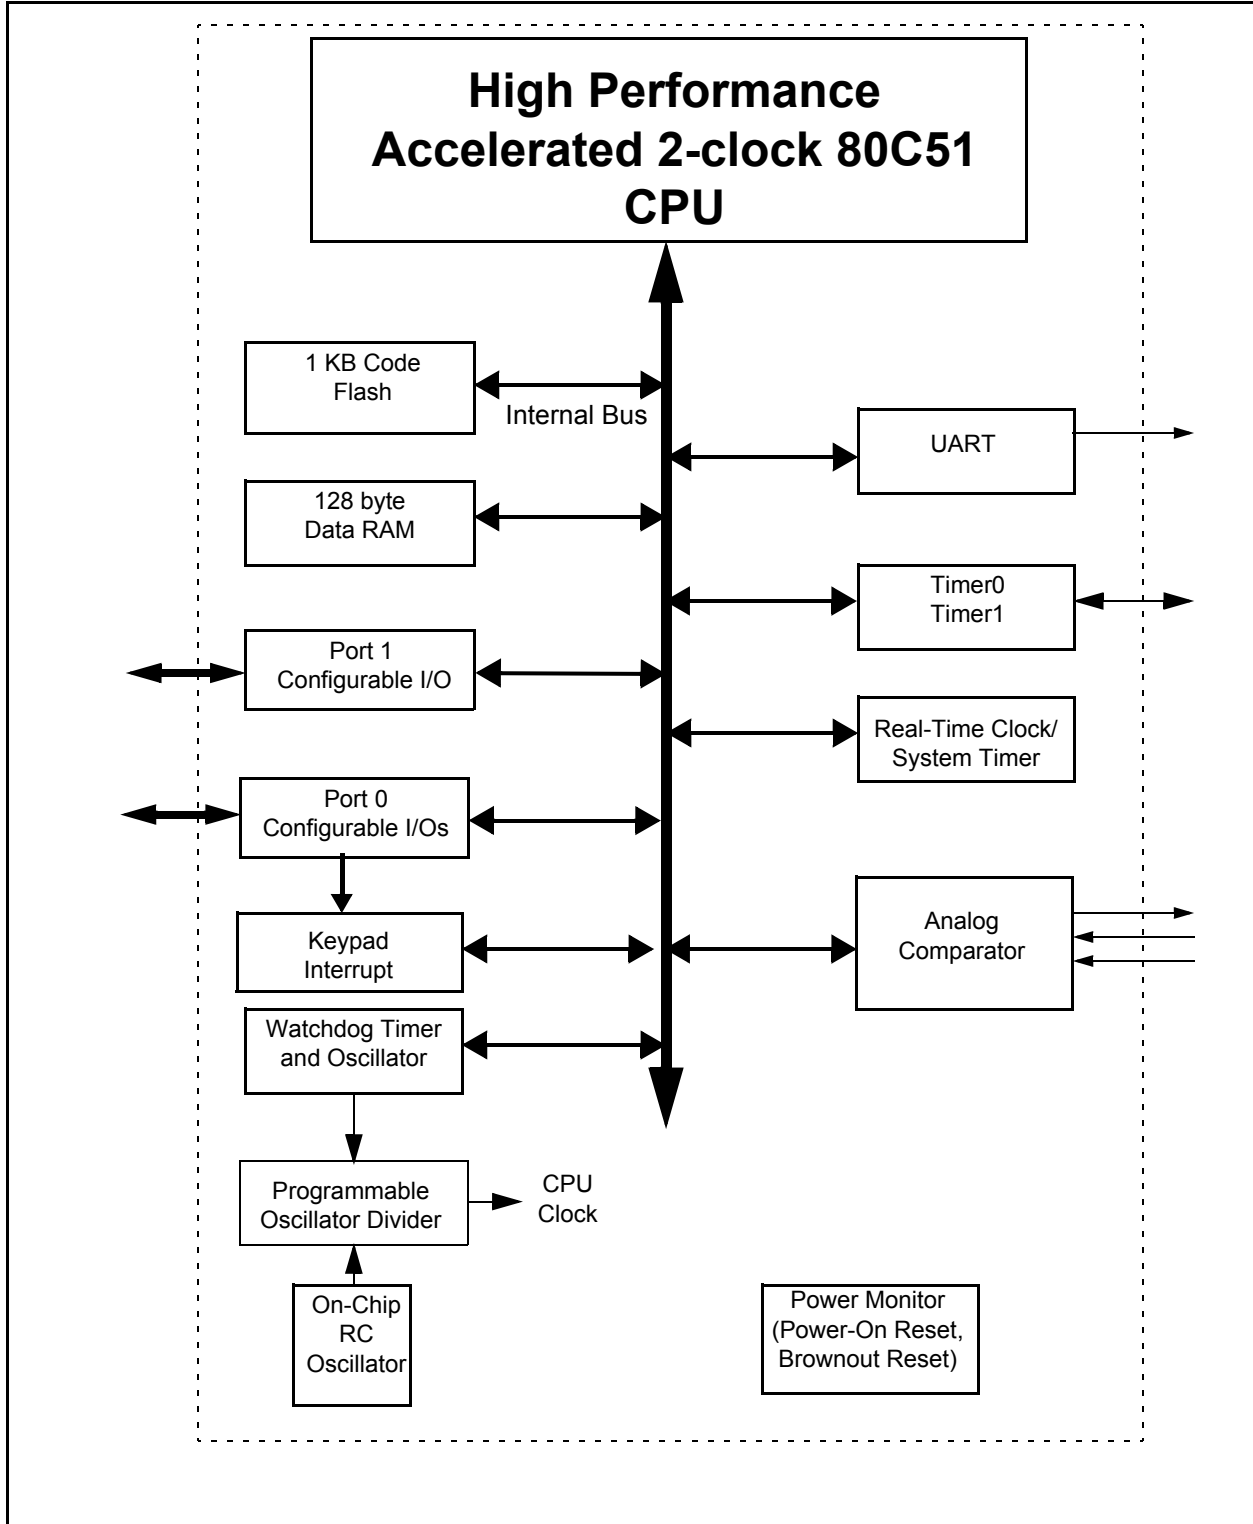 High Performance
Accelerated 2-clock 80C51
CPU
1 KB Code
Flash
Internal Bus
UART
128 byte
Data RAM
Timer0
Timer1
Port 1
Configurable I/O
Real-Time Clock/
System Timer
Port 0
Configurable I/Os
Analog
Comparator
Keypad
Interrupt
Watchdog Timer
and Oscillator
Programmable
Oscillator Divider
CPU
Clock
On-Chip
RC
Oscillator
Power Monitor
(Power-On Reset,
Brownout Reset)